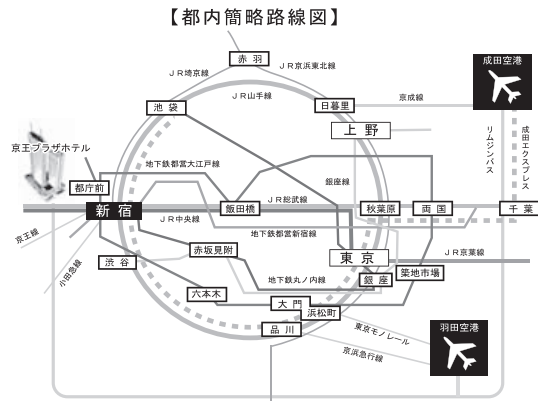 【都内簡略路線図】
赤羽
JR埼京線
JR京浜東北線
成田空港
池袋
JR山手線
日暮里
京成線
上野
リムジンバス
成田エクスプレス
京王プラザホテル
地下鉄都営大江戸線
銀座線
都庁前
新宿
飯田橋
JR総武線
秋葉原
両国
千葉
JR中央線
地下鉄都営新宿線
京王線
小田急線
渋谷
赤坂見附
東京
JR京葉線
築地市場
銀座
地下鉄丸ノ内線
六本木
大門
浜松町
品川
東京モノレール
京浜急行線
羽田空港